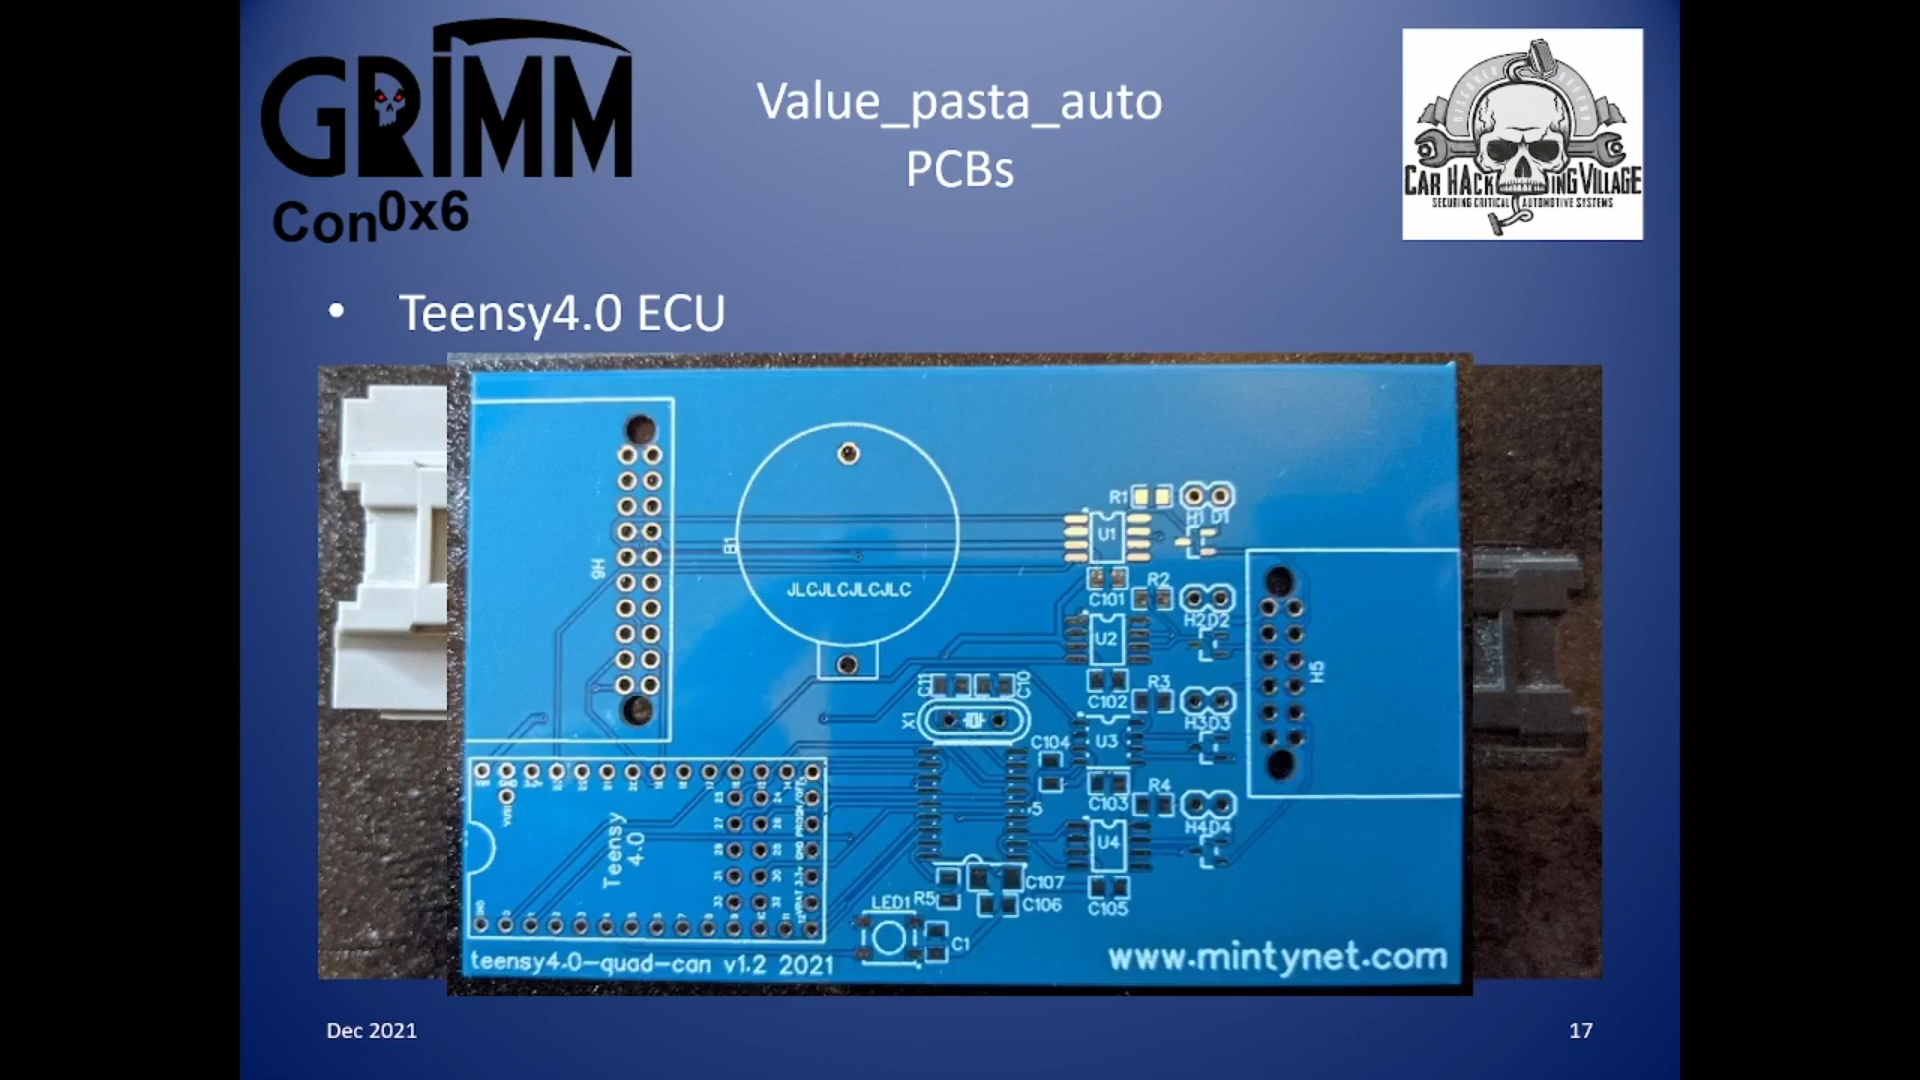 GRIMM
Con0x6
Value_pasta_auto
PCBs
DISCOVER
CAR HACKING VILLAGE
SECURING CRITICAL AUTOMOTIVE SYSTEMS
• Teensy4.0 ECU
H6
B1
JLCJLCJLCJLC
R1
H1 D1
U1
C101
R2
H2D2
U2
C102
R3
H3D3
U3
C11
C10
X1
C104
C103
R4
H4D4
U4
C105
H5
C107
C106
R5
LED1
C1
Teensy
4.0
teensy4.0-quad-can v1.2 2021
www.mintynet.com
Dec 2021
17